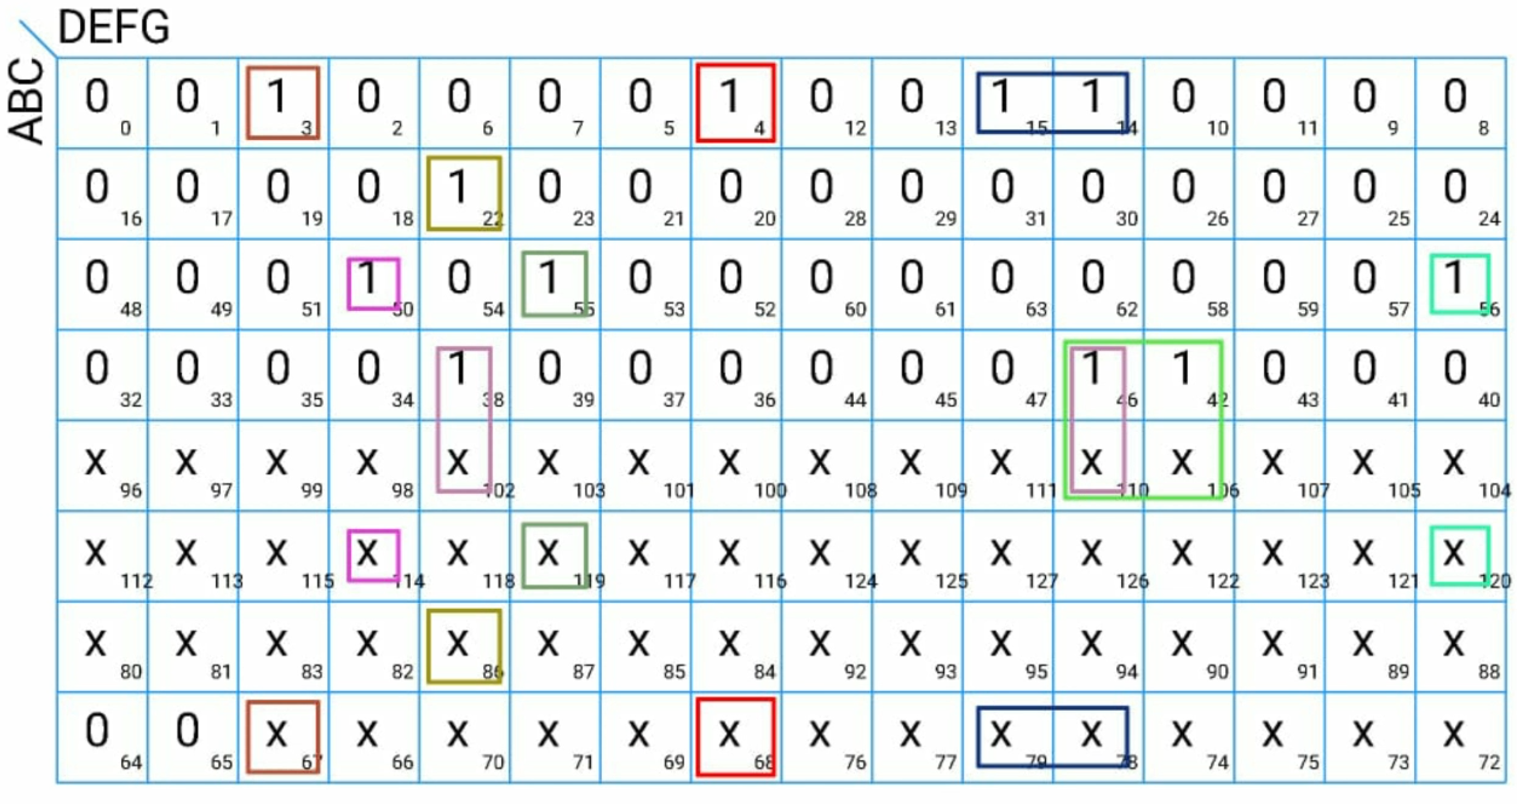 DEFG
ABC
0 0 1 0 0 0 0 1 0 0 1 1 0 0 0 0
0 1 3 2 6 7 5 4 12 13 15 14 10 11 9 8
0 0 0 0 1 0 0 0 0 0 0 0 0 0 0 0
16 17 19 18 22 23 21 20 28 29 31 30 26 27 25 24
0 0 0 1 0 1 0 0 0 0 0 0 0 0 0 1
48 49 51 50 54 55 53 52 60 61 63 62 58 59 57 56
0 0 0 0 1 0 0 0 0 0 0 1 1 0 0 0
32 33 35 34 38 39 37 36 44 45 47 46 42 43 41 40
X X X X X X X X X X X X X X X X
96 97 99 98 102 103 101 100 108 109 111 110 106 107 105 104
X X X X X X X X X X X X X X X X
112 113 115 114 118 119 117 116 124 125 127 126 122 123 121 120
X X X X X X X X X X X X X X X X
80 81 83 82 86 87 85 84 92 93 95 94 90 91 89 88
0 0 X X X X X X X X X X X X X X
64 65 67 66 70 71 69 68 76 77 79 78 74 75 73 72